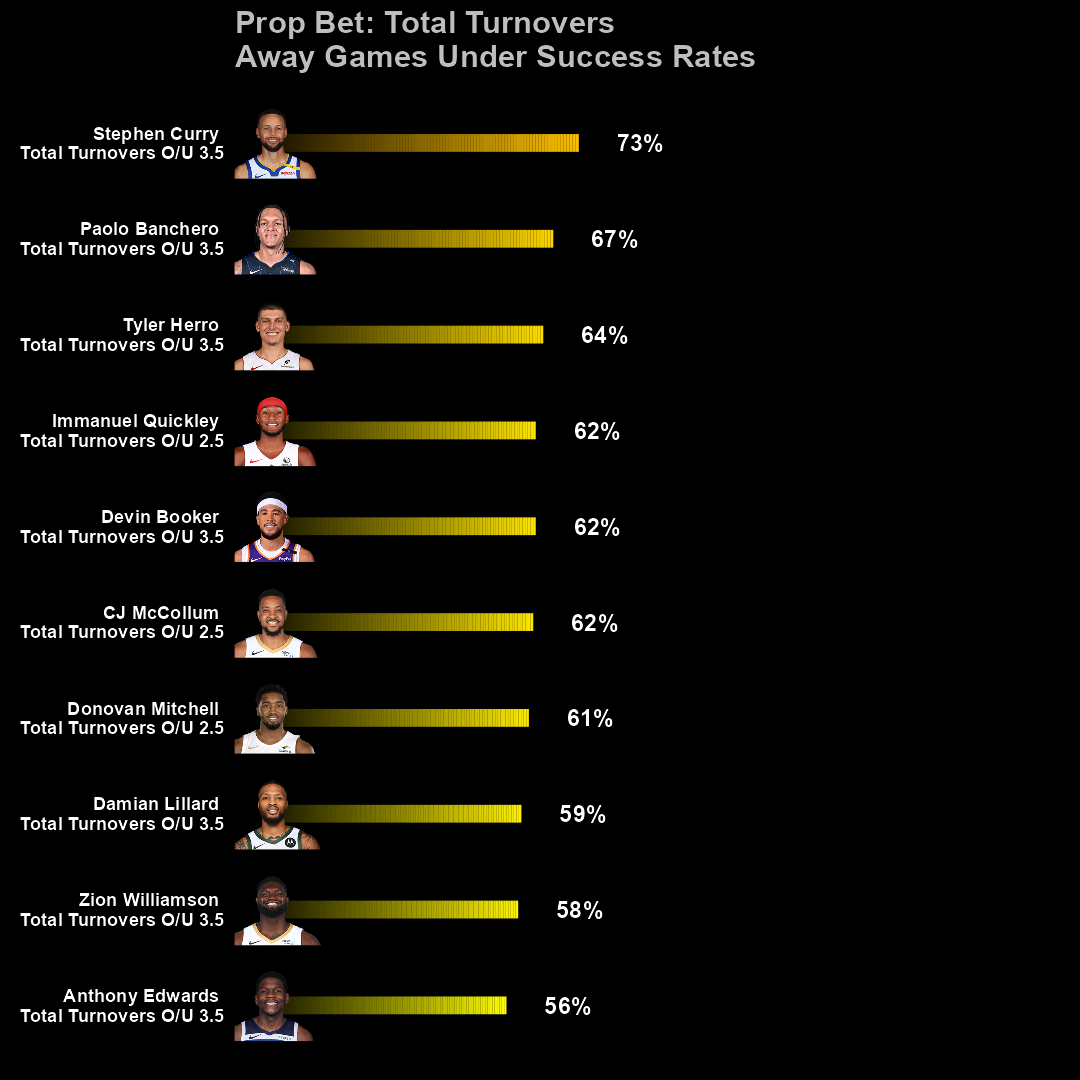 Prop Bet: Total Turnovers
Away Games Under Success Rates
Stephen Curry
Total Turnovers O/U 3.5
73%
Paolo Banchero
Total Turnovers O/U 3.5
67%
Tyler Herro
Total Turnovers O/U 3.5
64%
Immanuel Quickley
Total Turnovers O/U 2.5
62%
Devin Booker
Total Turnovers O/U 3.5
62%
CJ McCollum
Total Turnovers O/U 2.5
62%
Donovan Mitchell
Total Turnovers O/U 2.5
61%
Damian Lillard
Total Turnovers O/U 3.5
59%
Zion Williamson
Total Turnovers O/U 3.5
58%
Anthony Edwards
Total Turnovers O/U 3.5
56%